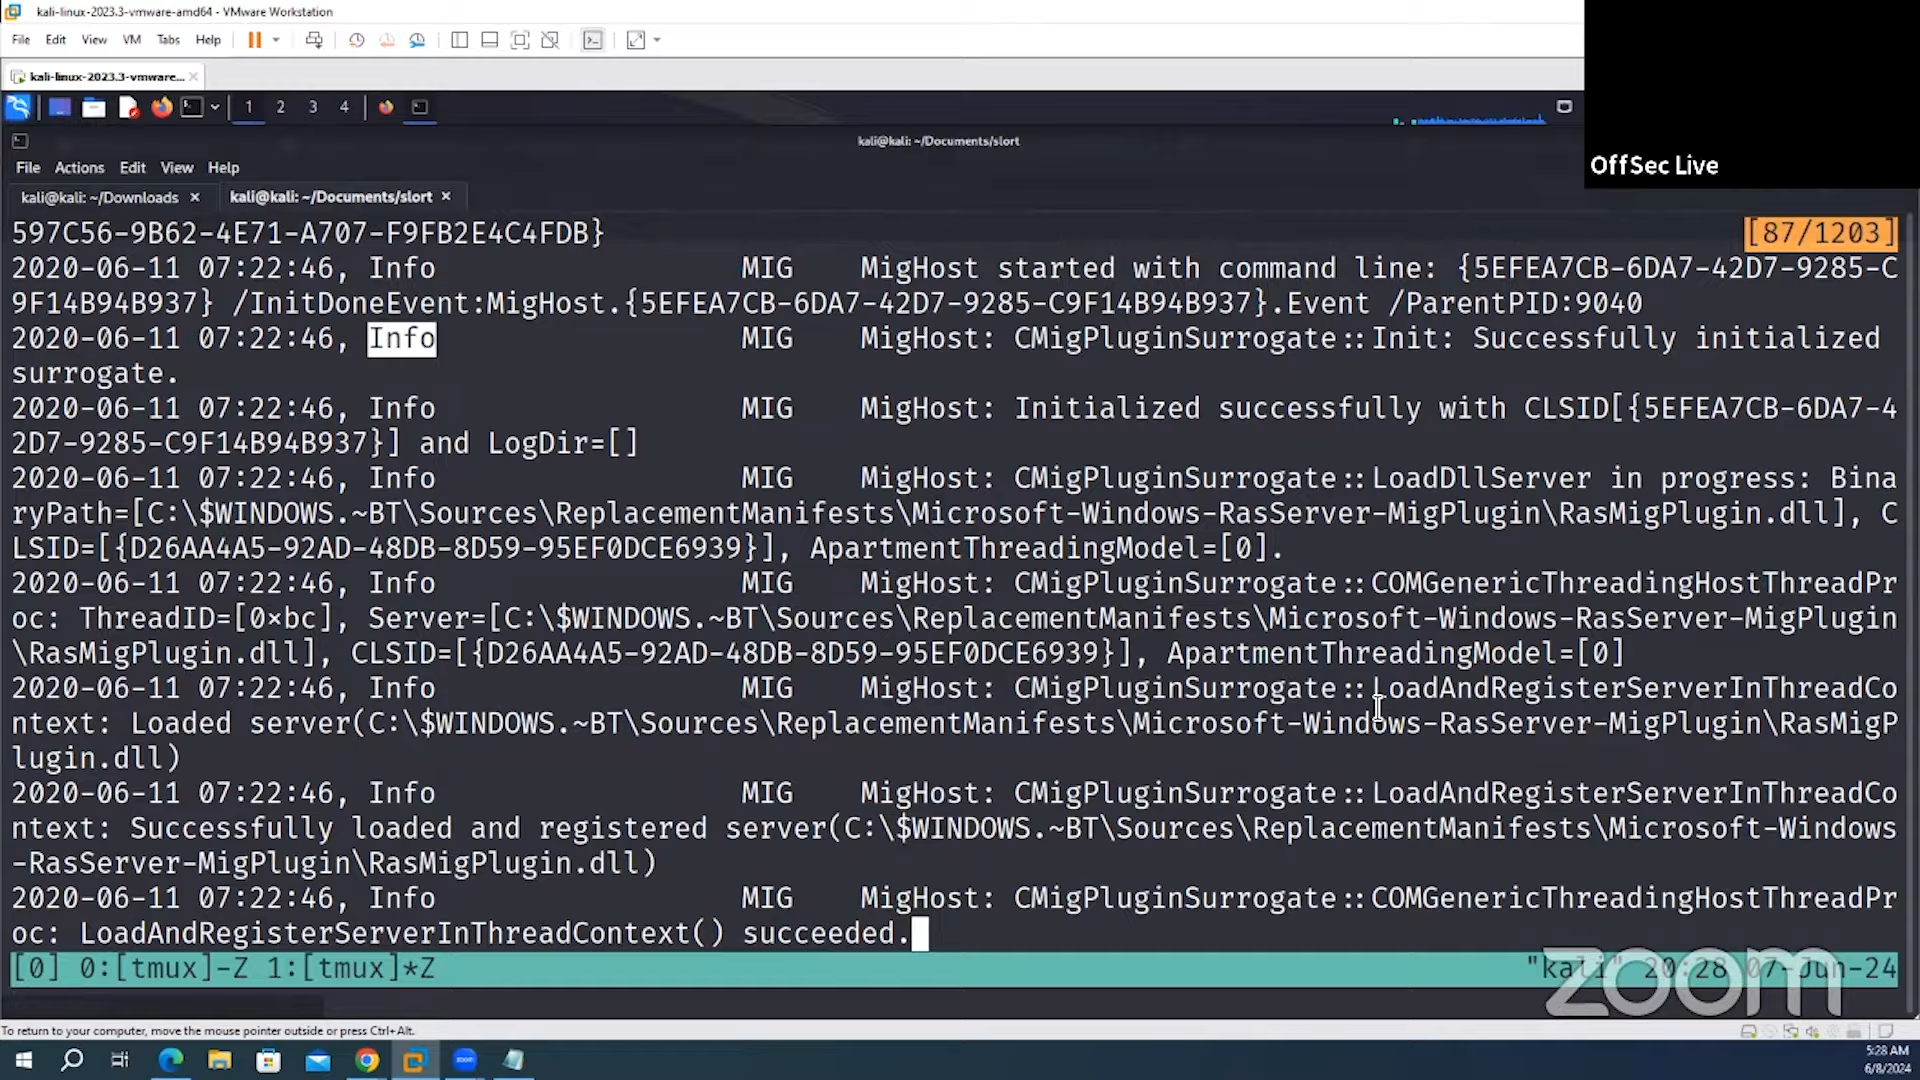 kali-linux-2023.3-vmware-amd64 - VMware Workstation
File Edit View VM Tabs Help
kali-linux-2023.3-vmware...
1 2 3 4
kali@kali: ~/Documents/slort
File Actions Edit View Help
OffSec Live
kali@kali: ~/Downloads kali@kali: ~/Documents/slort
597C56-9B62-4E71-A707-F9FB2E4C4FDB} [87/1203]
2020-06-11 07:22:46, Info MIG MigHost started with command line: {5EFEA7CB-6DA7-42D7-9285-C
9F14B94B937} /InitDoneEvent:MigHost.{5EFEA7CB-6DA7-42D7-9285-C9F14B94B937}.Event /ParentPID:9040
2020-06-11 07:22:46, Info MIG MigHost: CMigPluginSurrogate::Init: Successfully initialized
surrogate.
2020-06-11 07:22:46, Info MIG MigHost: Initialized successfully with CLSID[{5EFEA7CB-6DA7-4
2D7-9285-C9F14B94B937}] and LogDir=[]
2020-06-11 07:22:46, Info MIG MigHost: CMigPluginSurrogate::LoadDllServer in progress: Bina
ryPath=[C:\$WINDOWS.~BT\Sources\ReplacementManifests\Microsoft-Windows-RasServer-MigPlugin\RasMigPlugin.dll], C
LSID=[{D26AA4A5-92AD-48DB-8D59-95EF0DCE6939}], ApartmentThreadingModel=[0].
2020-06-11 07:22:46, Info MIG MigHost: CMigPluginSurrogate::COMGenericThreadingHostThreadPr
oc: ThreadID=[0×bc], Server=[C:\$WINDOWS.~BT\Sources\ReplacementManifests\Microsoft-Windows-RasServer-MigPlugin
\RasMigPlugin.dll], CLSID=[{D26AA4A5-92AD-48DB-8D59-95EF0DCE6939}], ApartmentThreadingModel=[0]
2020-06-11 07:22:46, Info MIG MigHost: CMigPluginSurrogate::LoadAndRegisterServerInThreadCo
ntext: Loaded server(C:\$WINDOWS.~BT\Sources\ReplacementManifests\Microsoft-Windows-RasServer-MigPlugin\RasMigP
lugin.dll)
2020-06-11 07:22:46, Info MIG MigHost: CMigPluginSurrogate::LoadAndRegisterServerInThreadCo
ntext: Successfully loaded and registered server(C:\$WINDOWS.~BT\Sources\ReplacementManifests\Microsoft-Windows
-RasServer-MigPlugin\RasMigPlugin.dll)
2020-06-11 07:22:46, Info MIG MigHost: CMigPluginSurrogate::COMGenericThreadingHostThreadPr
oc: LoadAndRegisterServerInThreadContext() succeeded.
[0] 0:[tmux]-Z 1:[tmux]*Z "kali" 20:28 07-Jun-24
zoom
To return to your computer, move the mouse pointer outside or press Ctrl+Alt.
zoom
5:28 AM
6/8/2024